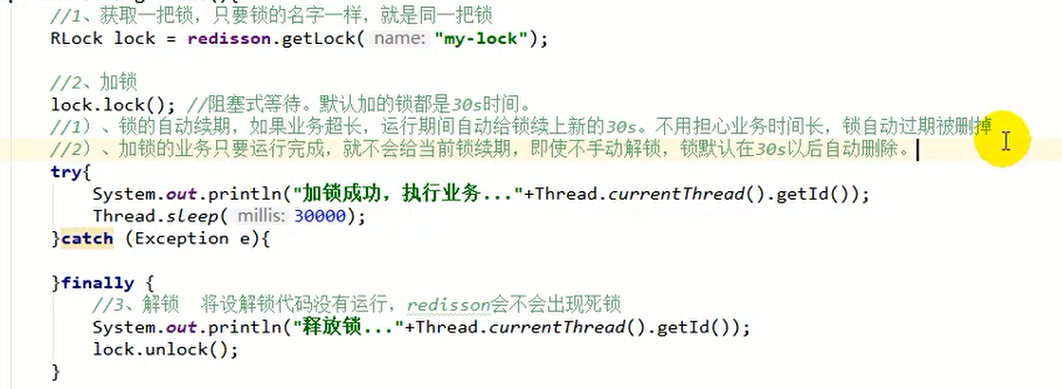 //1、获取一把锁，只要锁的名字一样，就是同一把锁
RLock lock = redisson.getLock( name: "my-lock");
//2、加锁
lock.lock(); //阻塞式等待。默认加的锁都是30s时间。
//1）、锁的自动续期，如果业务超长，运行期间自动给锁续上新的30s。不用担心业务时间长，锁自动过期被删掉
//2）、加锁的业务只要运行完成，就不会给当前锁续期，即使不手动解锁，锁默认在30s以后自动删除。
try{
System.out.println("加锁成功，执行业务..."+Thread.currentThread().getId());
Thread.sleep( millis: 30000);
}catch (Exception e){
}finally {
//3、解锁 将设解锁代码没有运行，redisson会不会出现死锁
System.out.println("释放锁..."+Thread.currentThread().getId());
lock.unlock();
}